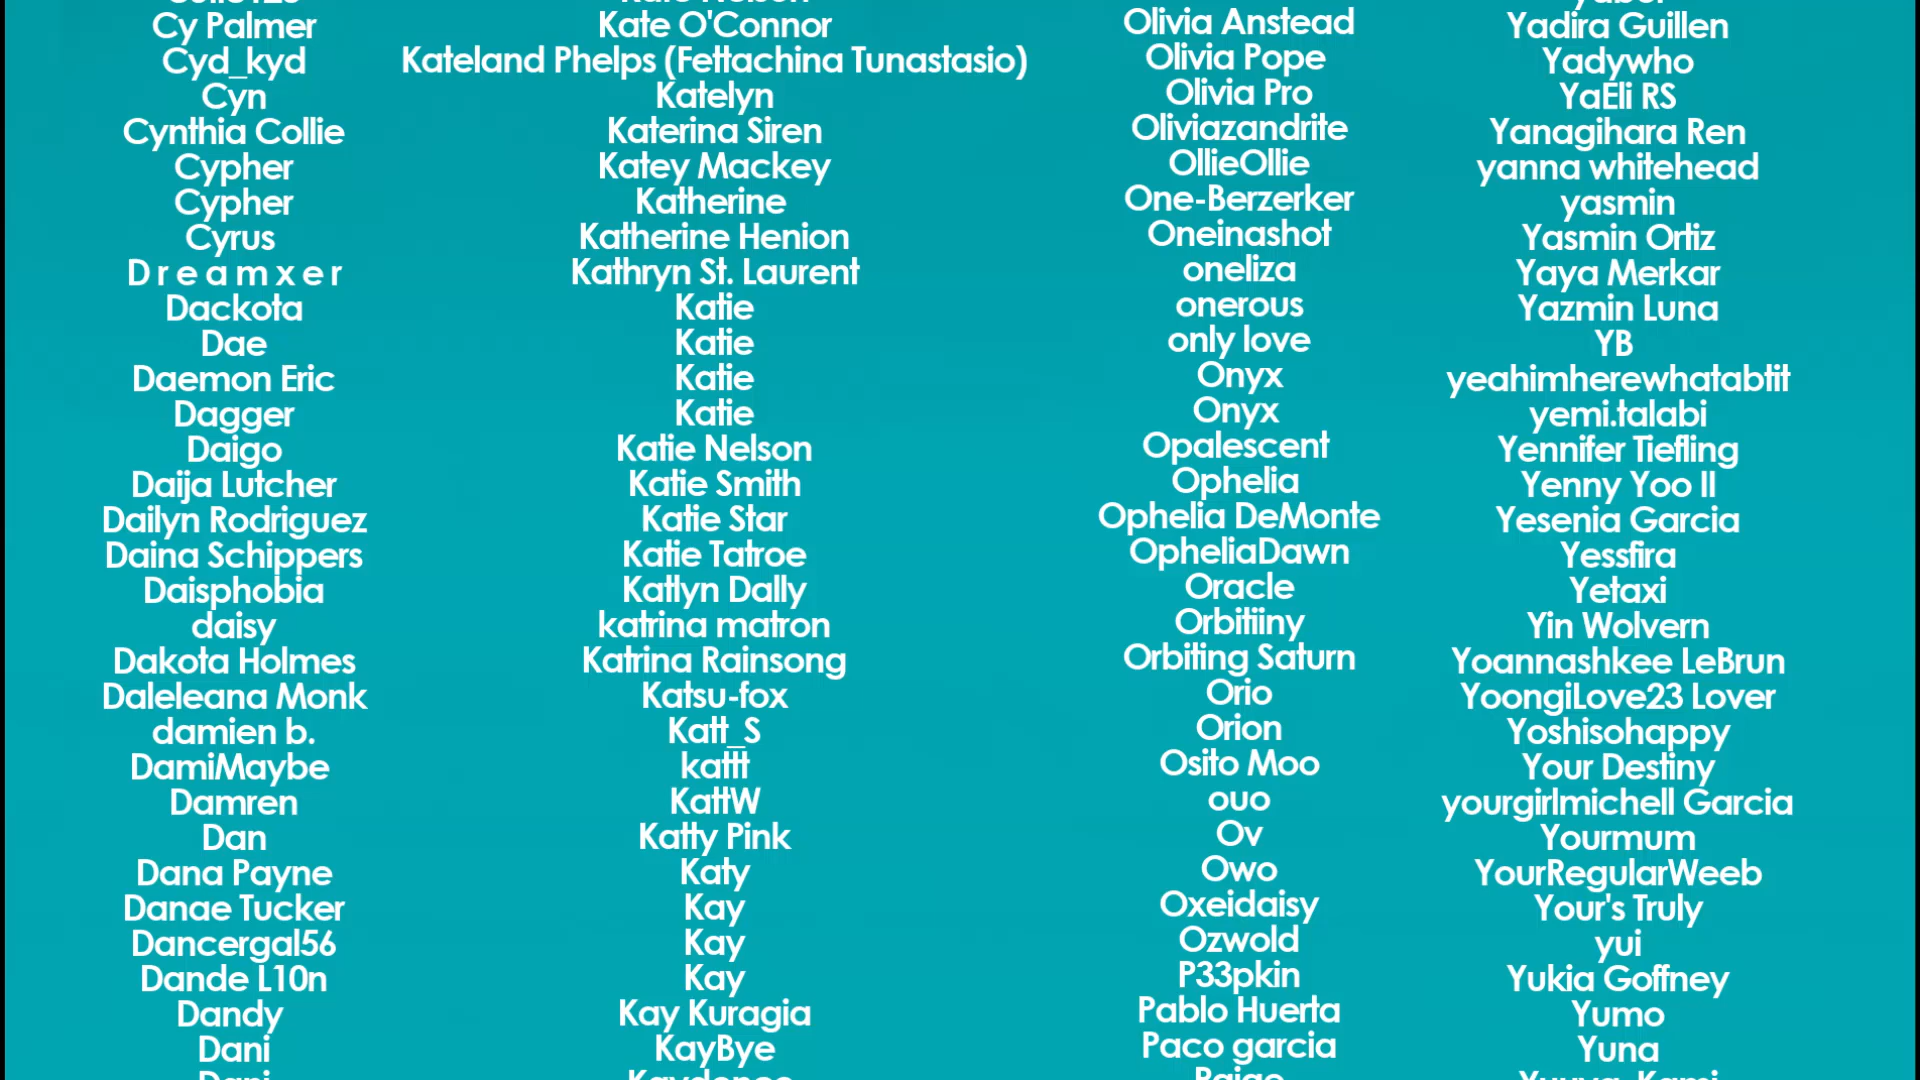 Cy Palmer
Cyd_kyd
Cyn
Cynthia Collie
Cypher
Cypher
Cyrus
D r e a m x e r
Dackota
Dae
Daemon Eric
Dagger
Daigo
Daija Lutcher
Dailyn Rodriguez
Daina Schippers
Daisphobia
daisy
Dakota Holmes
Daleleana Monk
damien b.
DamiMaybe
Damren
Dan
Dana Payne
Danae Tucker
Dancergal56
Dande L10n
Dandy
Dani
Kate O'Connor
Kateland Phelps (Fettachina Tunastasio)
Katelyn
Katerina Siren
Katey Mackey
Katherine
Katherine Henion
Kathryn St. Laurent
Katie
Katie
Katie
Katie
Katie Nelson
Katie Smith
Katie Star
Katie Tatroe
Katlyn Dally
katrina matron
Katrina Rainsong
Katsu-fox
Katt_S
kattt
KattW
Katty Pink
Katy
Kay
Kay
Kay
Kay Kuragia
KayBye
Olivia Anstead
Olivia Pope
Olivia Pro
Oliviazandrite
OllieOllie
One-Berzerker
Oneinashot
oneliza
onerous
only love
Onyx
Onyx
Opalescent
Ophelia
Ophelia DeMonte
OpheliaDawn
Oracle
Orbitiiny
Orbiting Saturn
Orio
Orion
Osito Moo
ouo
Ov
Owo
Oxeidaisy
Ozwold
P33pkin
Pablo Huerta
Paco garcia
Yadira Guillen
Yadywho
YaEli RS
Yanagihara Ren
yanna whitehead
yasmin
Yasmin Ortiz
Yaya Merkar
Yazmin Luna
YB
yeahimherewhatabtit
yemi.talabi
Yennifer Tiefling
Yenny Yoo II
Yesenia Garcia
Yessfira
Yetaxi
Yin Wolvern
Yoannashkee LeBrun
YoongiLove23 Lover
Yoshisohappy
Your Destiny
yourgirlmichell Garcia
Yourmum
YourRegularWeeb
Your's Truly
yui
Yukia Goffney
Yumo
Yuna